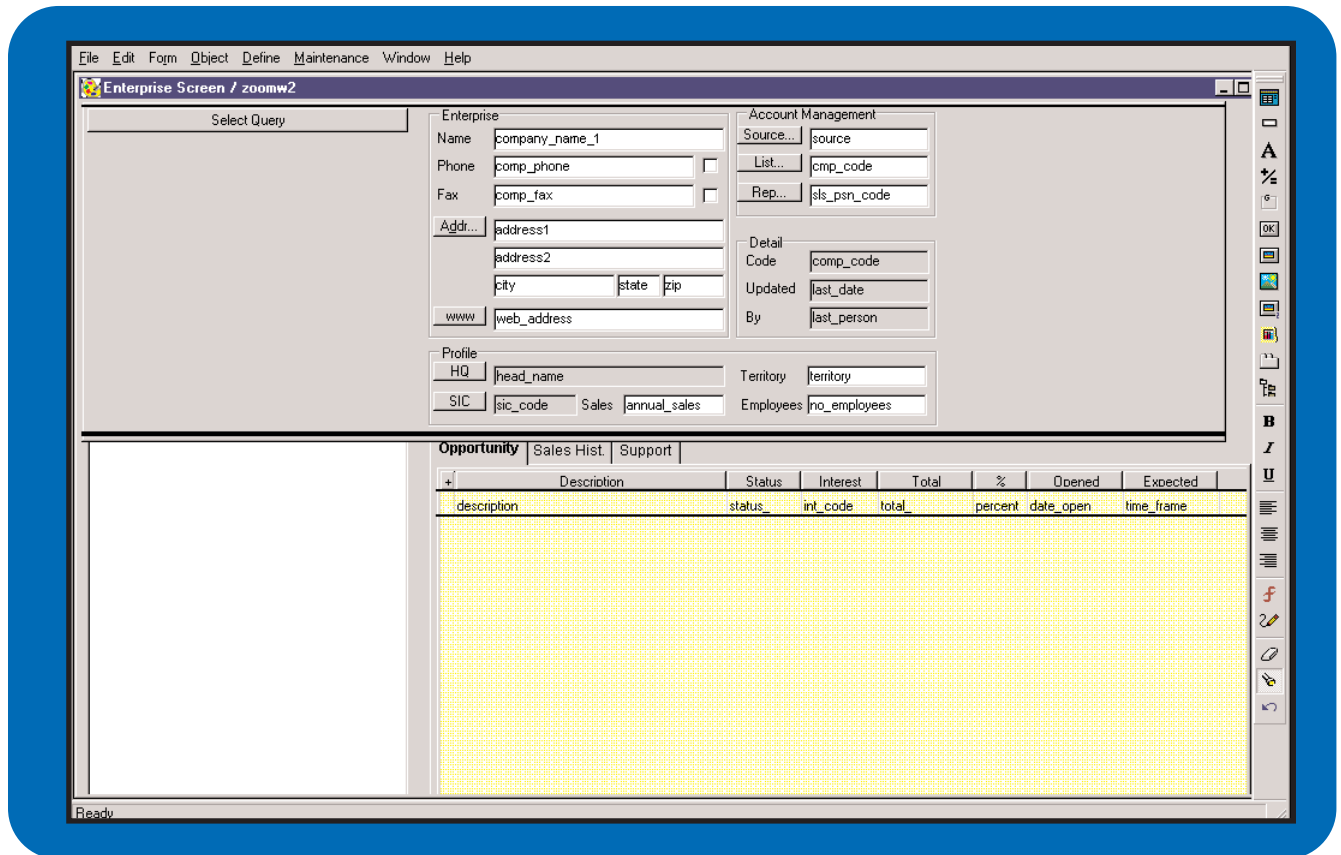 File Edit Form Object Define Maintenance Window Help
Enterprise Screen / zoomw2
Select Query
Enterprise
Name company_name_1
Phone comp_phone
Fax comp_fax
Addr... address1
address2
city state zip
www web_address
Account Management
Source... source
List... cmp_code
Rep... sls_psn_code
Detail
Code comp_code
Updated last_date
By last_person
Profile
HQ head_name Territory territory
SIC sic_code Sales annual_sales Employees no_employees
Opportunity Sales Hist. Support
+ Description Status Interest Total % Opened Expected
description status_ int_code total_ percent date_open time_frame
Ready
A
+/=
G
OK
B
I
U
f